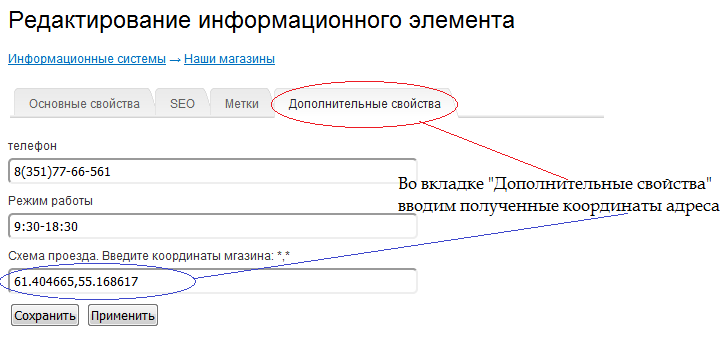 Редактирование информационного элемента
Информационные системы → Наши магазины
Основные свойства SEO Метки Дополнительные свойства
телефон
8(351)77-66-561
Режим работы
9:30-18:30
Схема проезда. Введите координаты мгазина: *,*
61.404665,55.168617
Сохранить Применить
Во вкладке "Дополнительные свойства"
вводим полученные координаты адреса